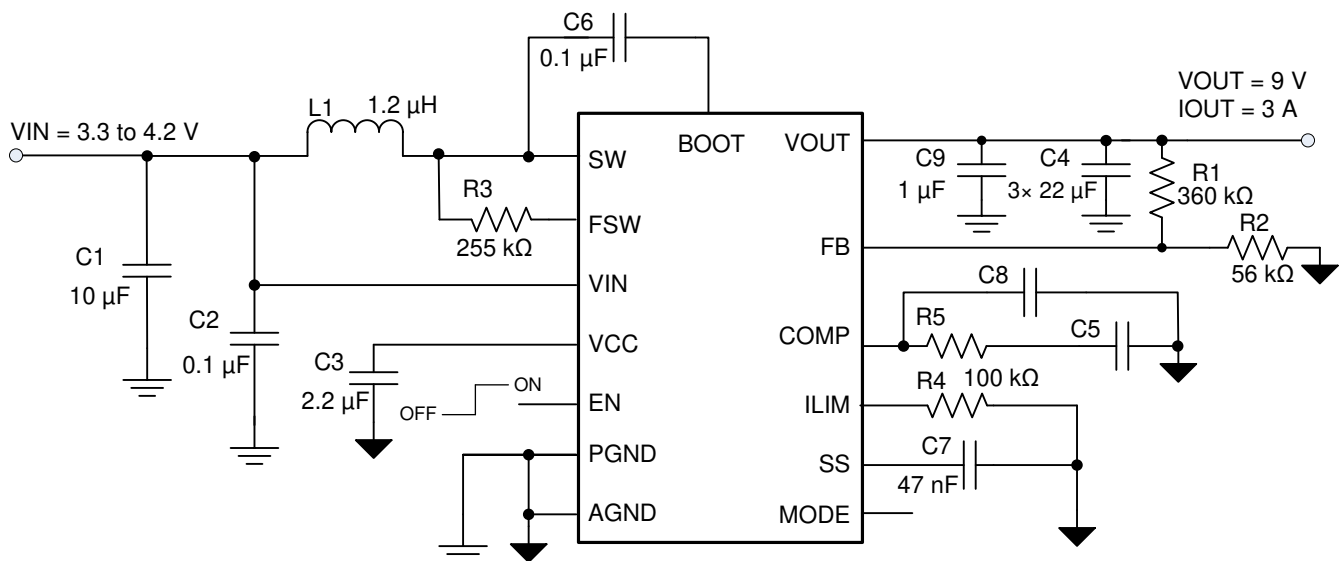 C6
0.1 µF
VOUT = 9 V
IOUT = 3 A
L1
1.2 µH
VIN = 3.3 to 4.2 V
BOOT
VOUT
SW
C9
1 µF
C4
3× 22 µF
R1
360 kΩ
R3
255 kΩ
FSW
FB
R2
56 kΩ
C1
10 µF
VIN
C8
C2
0.1 µF
VCC
COMP
R5
C5
C3
2.2 µF
R4
100 kΩ
OFF
ON
EN
ILIM
PGND
SS
C7
47 nF
AGND
MODE